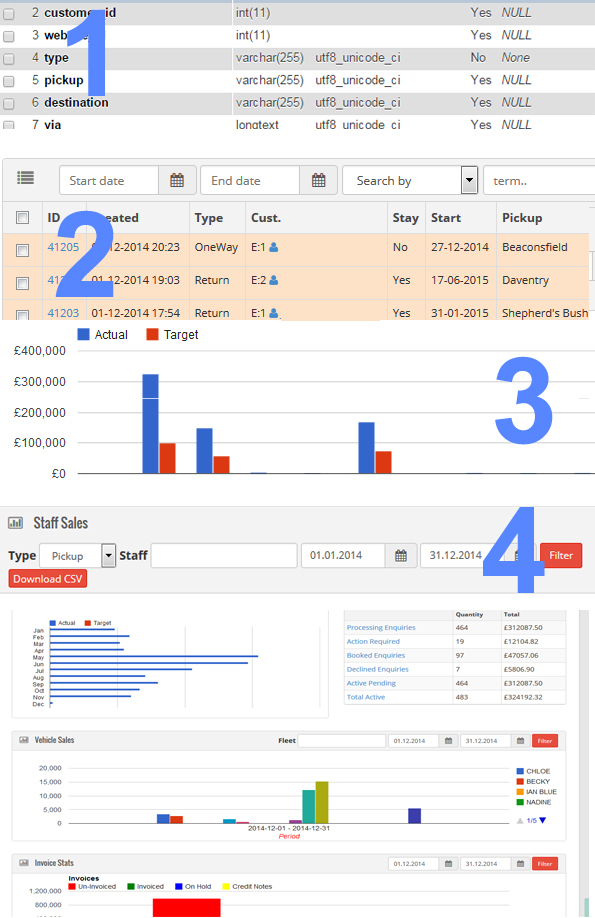 2 customer_id int(11) Yes NULL
3 int(11) Yes NULL
4 type varchar(255) utf8_unicode_ci No None
5 pickup varchar(255) utf8_unicode_ci Yes NULL
6 destination varchar(255) utf8_unicode_ci Yes NULL
7 via longtext utf8_unicode_ci Yes NULL
1
Start date End date Search by term..
ID Created Type Cust. Stay Start Pickup
41205 01-12-2014 20:23 OneWay E:1 No 27-12-2014 Beaconsfield
01-12-2014 19:03 Return E:2 Yes 17-06-2015 Daventry
41203 01-12-2014 17:54 Return E:1 Yes 31-01-2015 Shepherd's Bush
2
Actual Target
£400,000
£300,000
£200,000
£100,000
£0
3
Staff Sales
Type Pickup Staff 01.01.2014 31.12.2014 Filter
Download CSV
4
Actual Target
Jan
Feb
Mar
Apr
May
Jun
Jul
Aug
Sep
Oct
Nov
Dec
Quantity Total
Processing Enquiries 464 £312087.50
Action Required 19 £12104.82
Booked Enquiries 97 £47057.06
Declined Enquiries 7 £5806.90
Active Pending 464 £312087.50
Total Active 483 £324192.32
Vehicle Sales Fleet 01.12.2014 31.12.2014 Filter
20,000
15,000
10,000
5,000
0
2014-12-01 - 2014-12-31
Period
CHLOE
BECKY
IAN BLUE
NADINE
1/5
Invoice Stats 01.12.2014 31.12.2014 Filter
Invoices
Un-Invoiced Invoiced On Hold Credit Notes
1,200,000
800,000